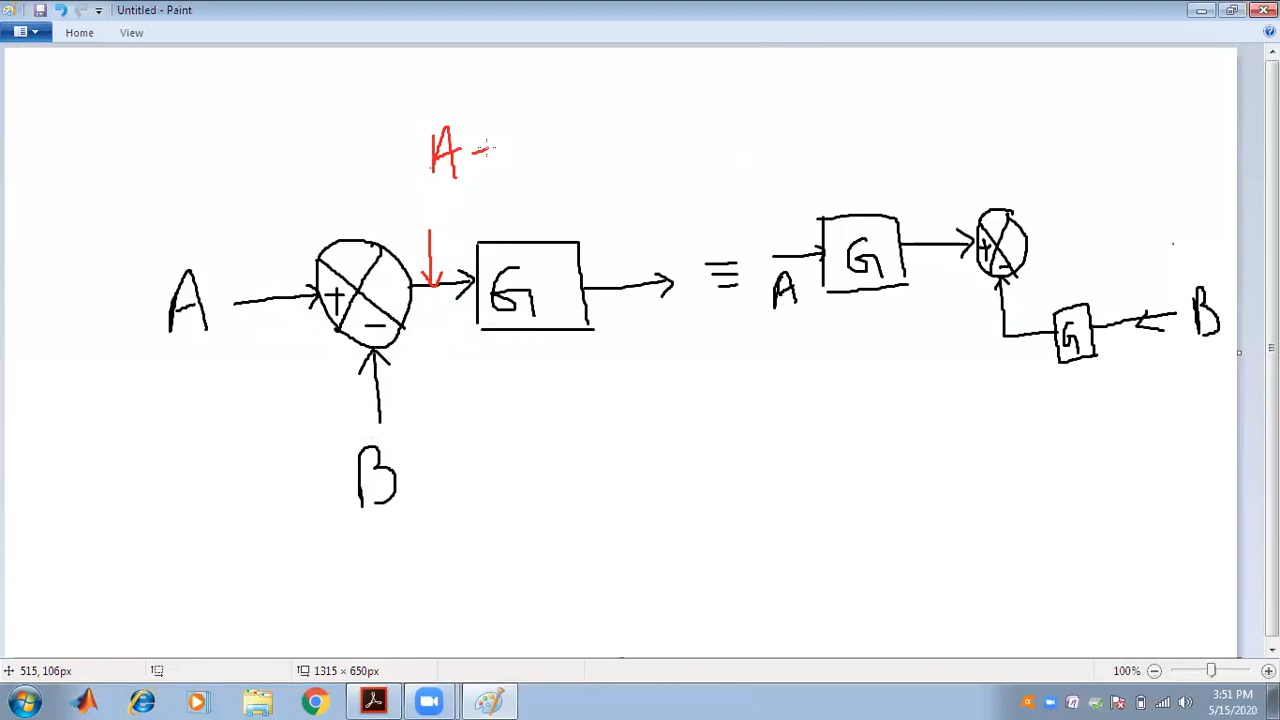 Untitled - Paint
Home View
A -
A + - G ≡ A G + -
G B
B
515, 106px 1315 × 650px 100%
3:51 PM
5/15/2020